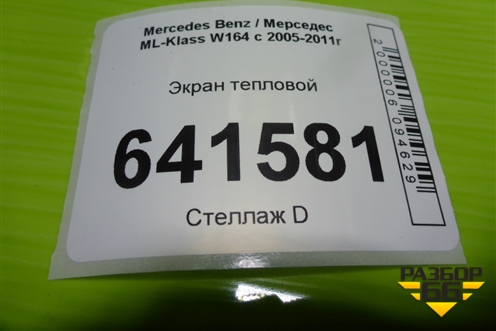 Mercedes Benz / Мерседес
ML-Klass W164 с 2005-2011г
Экран тепловой
641581
Стеллаж D
2000006094629
РАЗБОР
66